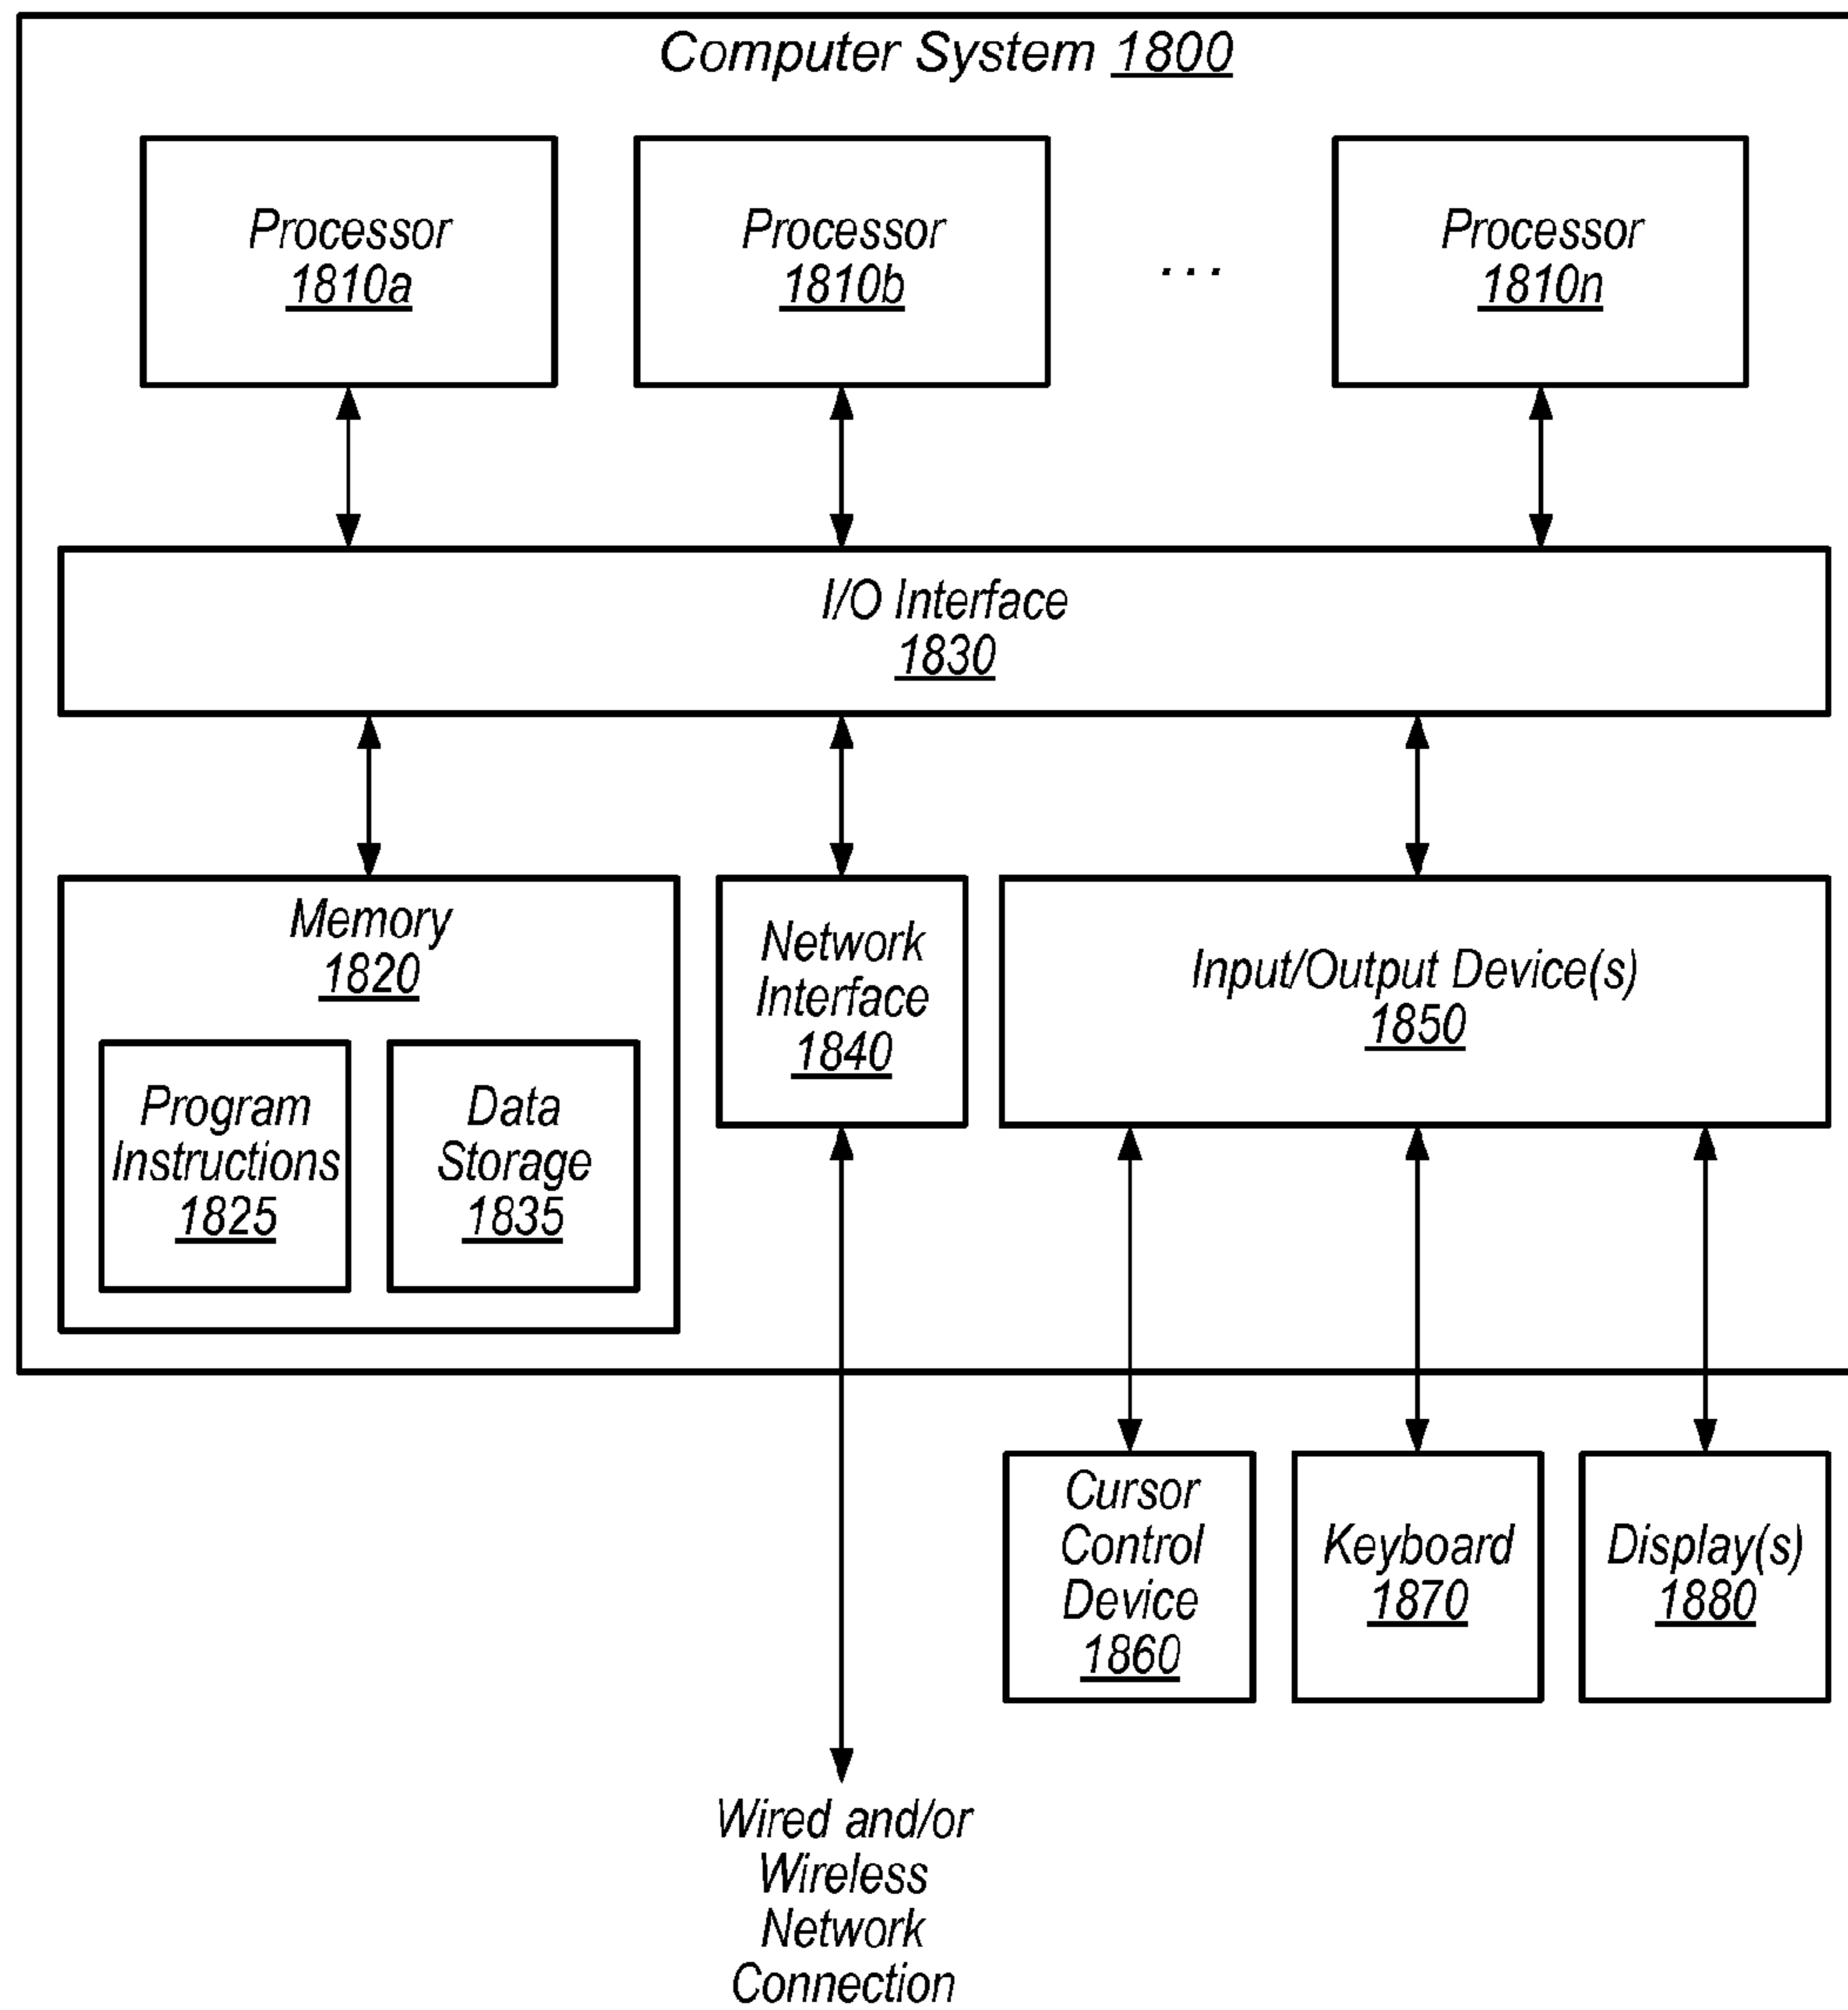 Computer System 1800
Processor
1810a
Processor
1810b
...
Processor
1810n
I/O Interface
1830
Memory
1820
Program
Instructions
1825
Data
Storage
1835
Network
Interface
1840
Input/Output Device(s)
1850
Cursor
Control
Device
1860
Keyboard
1870
Display(s)
1880
Wired and/or
Wireless
Network
Connection